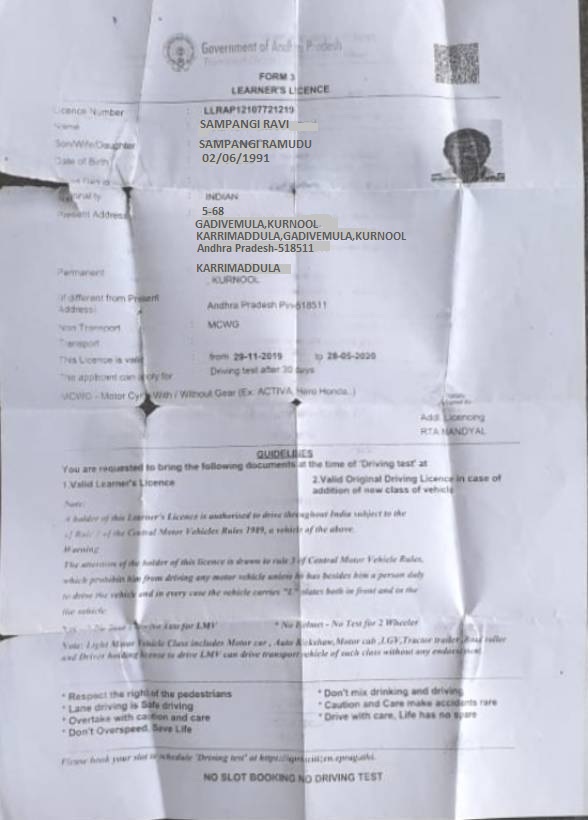 Government of Andhra Pradesh
FORM 3
LEARNER'S LICENCE
Licence Number : LLRAP12107721219
Name : SAMPANGI RAVI
Son/Wife/Daughter : SAMPANGI RAMUDU
Date of Birth : 02/06/1991
: INDIAN
Present Address : 5-68
GADIVEMULA,KURNOOL
KARRIMADDULA,GADIVEMULA,KURNOOL
Andhra Pradesh-518511
Permanent : KARRIMADDULA
, KURNOOL
If different from Present
Address: Andhra Pradesh Pin-518511
Non Transport : MCWG
Transport
This License is valid from 29-11-2019 to 28-05-2020
The applicant can apply for Driving test after 30 days
MCWG - Motor Cycle With / Without Gear (Ex: ACTIVA, Hero Honda..)
Addl. Licencing
RTA NANDYAL
GUIDELINES
You are requested to bring the following documents at the time of 'Driving test' at
1.Valid Learner's Licence 2.Valid Original Driving Licence in case of
addition of new class of vehicle
Note:
A holder of this Learner's Licence is authorised to drive throughout India subject to the
of Rule 3 of the Central Motor Vehicles Rules 1989, a vehicle of the above.
Warning
The attention of the holder of this licence is drawn to rule 3 of Central Motor Vehicle Rules,
which prohibits him from driving any motor vehicle unless he has besides him a person duly
to drive the vehicle and in every case the vehicle carries "L" plates both in front and in the
the vehicle
Test for LMV * No Helmet - No Test for 2 Wheeler
Note: Light Motor Vehicle Class includes Motor car , Auto Rickshaw,Motor cab ,LGV,Tractor trailer, Road roller
and Driver holding license to drive LMV can drive transport vehicle of such class without any endorsement
* Respect the right of the pedestrians
* Lane driving is Safe driving
* Overtake with caution and care
* Don't Overspeed, Save Life
* Don't mix drinking and driving
* Caution and Care make accidents rare
* Drive with care, Life has no spare
Please book your slot to schedule 'Driving test' at
NO SLOT BOOKING NO DRIVING TEST